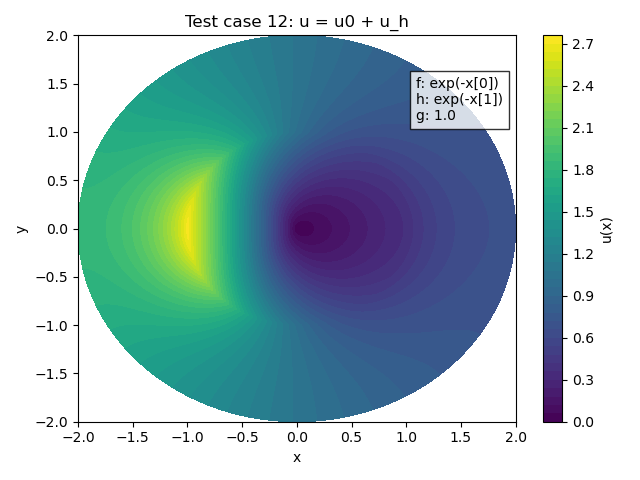 Test case 12: u = u0 + u_h
f: exp(-x[0])
h: exp(-x[1])
g: 1.0
2.0
1.5
1.0
0.5
0.0
−0.5
−1.0
−1.5
−2.0
y
−2.0 −1.5 −1.0 −0.5 0.0 0.5 1.0 1.5 2.0
x
2.7
2.4
2.1
1.8
1.5
1.2
0.9
0.6
0.3
0.0
u(x)